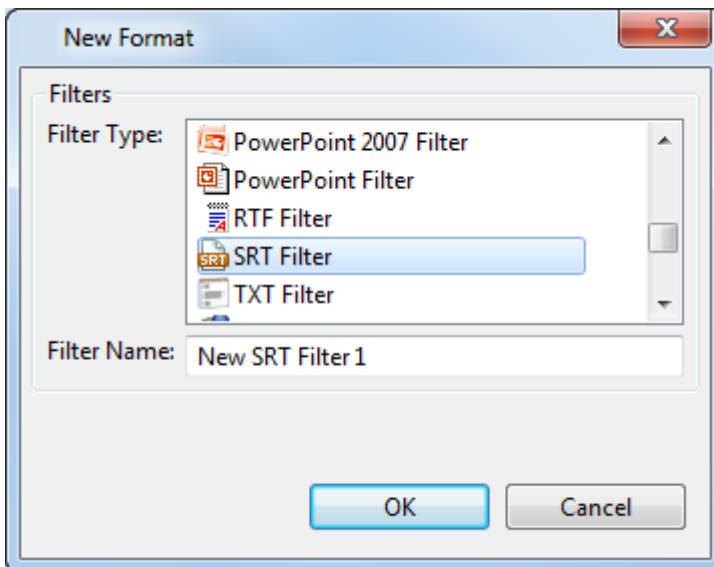 New Format
Filters
Filter Type:
PowerPoint 2007 Filter
PowerPoint Filter
RTF Filter
SRT SRT Filter
TXT Filter
Filter Name: New SRT Filter 1
OK Cancel